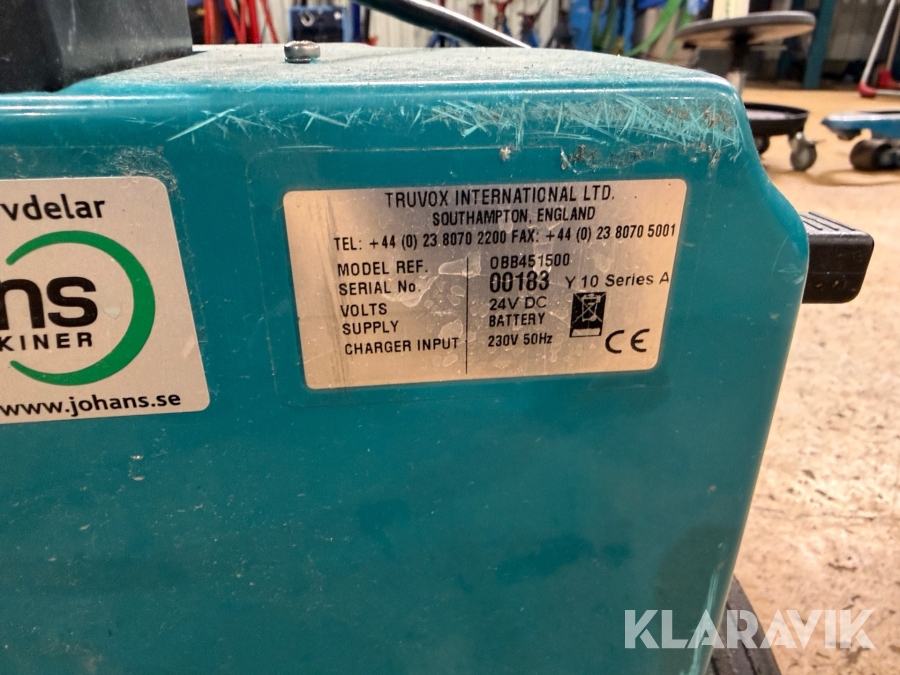 vdelar
ns
KINER
www.johans.se
TRUVOX INTERNATIONAL LTD.
SOUTHAMPTON, ENGLAND
TEL: +44 (0) 23 8070 2200 FAX: +44 (0) 23 8070 5001
MODEL REF. OBB451500
SERIAL No. 00183 Y 10 Series A
VOLTS 24V DC
SUPPLY BATTERY
CHARGER INPUT 230V 50Hz
CE
KLARAVIK